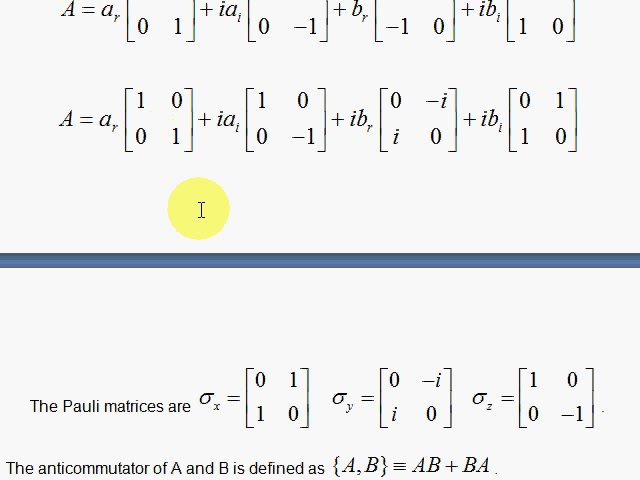 A = a_r [ 0 1 ] + ia_i [ 0 −1 ] + b_r [ −1 0 ] + ib_i [ 1 0 ]
A = a_r [ 1 0 ; 0 1 ] + ia_i [ 1 0 ; 0 −1 ] + ib_r [ 0 −i ; i 0 ] + ib_i [ 0 1 ; 1 0 ]
The Pauli matrices are σ_x = [ 0 1 ; 1 0 ] σ_y = [ 0 −i ; i 0 ] σ_z = [ 1 0 ; 0 −1 ] .
The anticommutator of A and B is defined as {A, B} ≡ AB + BA .